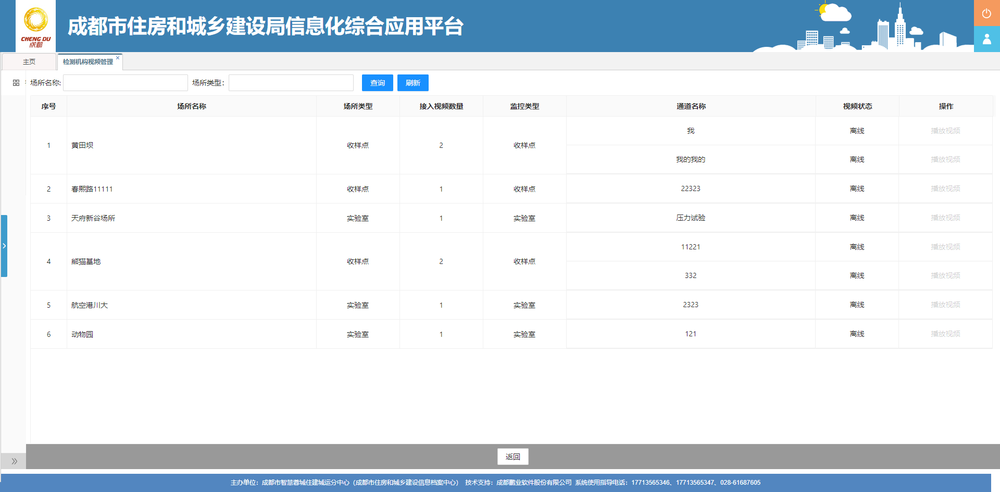 CHENG DU
成都
成都市住房和城乡建设局信息化综合应用平台
主页
检测机构视频管理
场所名称:
场所类型：
查询
刷新
序号 场所名称 场所类型 接入视频数量 监控类型 通道名称 视频状态 操作
1 黄田坝 收样点 2 收样点 我 离线 播放视频
我的我的 离线 播放视频
2 春熙路11111 收样点 1 收样点 22323 离线 播放视频
3 天府新谷场所 实验室 1 实验室 压力试验 离线 播放视频
4 熊猫基地 收样点 2 收样点 11221 离线 播放视频
332 离线 播放视频
5 航空港川大 实验室 1 实验室 2323 离线 播放视频
6 动物园 实验室 1 实验室 121 离线 播放视频
返回
主办单位：成都市智慧蓉城住建城运分中心（成都市住房和城乡建设信息档案中心） 技术支持：成都鹏业软件股份有限公司 系统使用指导电话：17713565346、17713565347、028-61687605